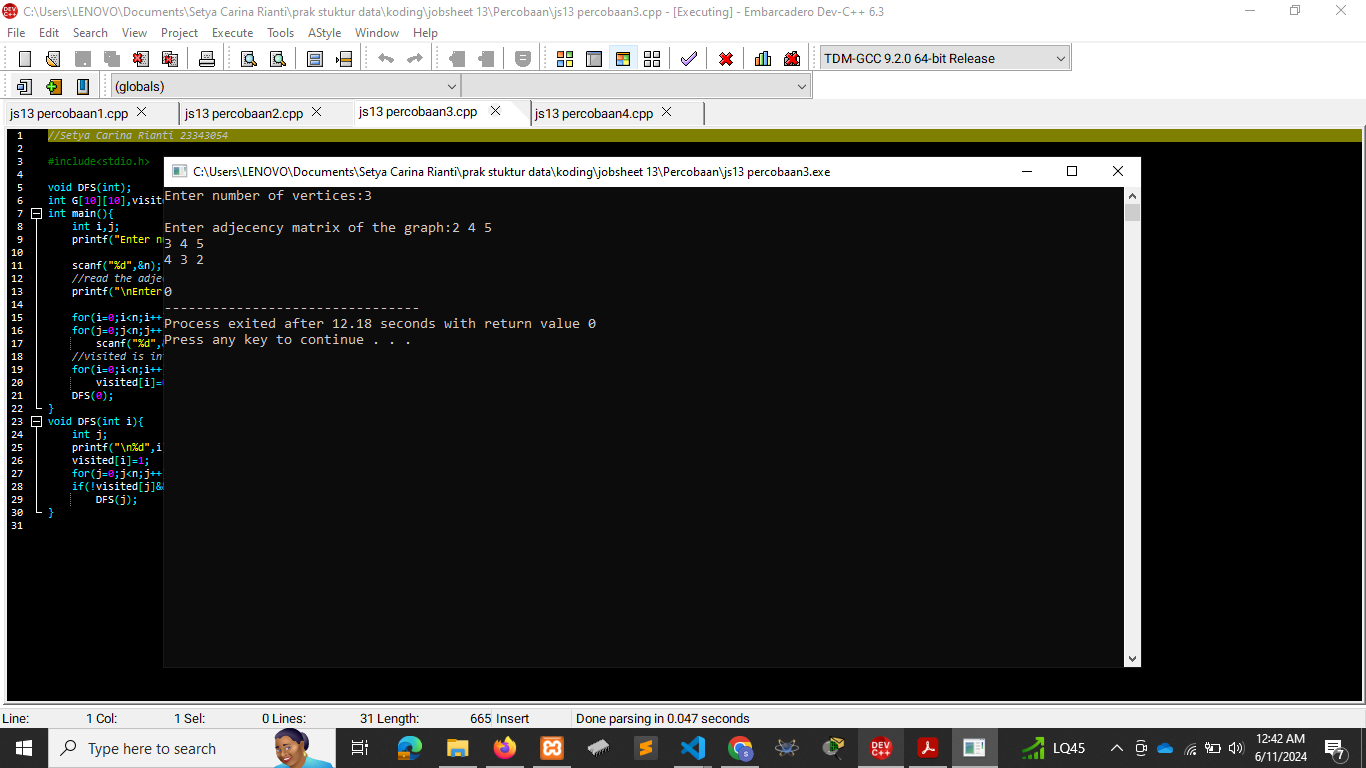 C:\Users\LENOVO\Documents\Setya Carina Rianti\prak stuktur data\koding\jobsheet 13\Percobaan\js13 percobaan3.cpp - [Executing] - Embarcadero Dev-C++ 6.3
File Edit Search View Project Execute Tools AStyle Window Help
TDM-GCC 9.2.0 64-bit Release
(globals)
js13 percobaan1.cpp js13 percobaan2.cpp js13 percobaan3.cpp js13 percobaan4.cpp
1 //Setya Carina Rianti 23343054
2
3 #include<stdio.h>
4
5 void DFS(int);
6 int G[10][10],visit
7 int main(){
8 int i,j;
9 printf("Enter n
10
11 scanf("%d",&n);
12 //read the adje
13 printf("\nEnter
14
15 for(i=0;i<n;i++
16 for(j=0;j<n;j++
17 scanf("%d",
18 //visited is in
19 for(i=0;i<n;i++
20 visited[i]=
21 DFS(0);
22 }
23 void DFS(int i){
24 int j;
25 printf("\n%d",i
26 visited[i]=1;
27 for(j=0;j<n;j++
28 if(!visited[j]&
29 DFS(j);
30 }
31
C:\Users\LENOVO\Documents\Setya Carina Rianti\prak stuktur data\koding\jobsheet 13\Percobaan\js13 percobaan3.exe
Enter number of vertices:3
Enter adjecency matrix of the graph:2 4 5
3 4 5
4 3 2
0
--------------------------------
Process exited after 12.18 seconds with return value 0
Press any key to continue . . .
Line: 1 Col: 1 Sel: 0 Lines: 31 Length: 665 Insert Done parsing in 0.047 seconds
Type here to search
DEV C++
LQ45
12:42 AM
6/11/2024
7